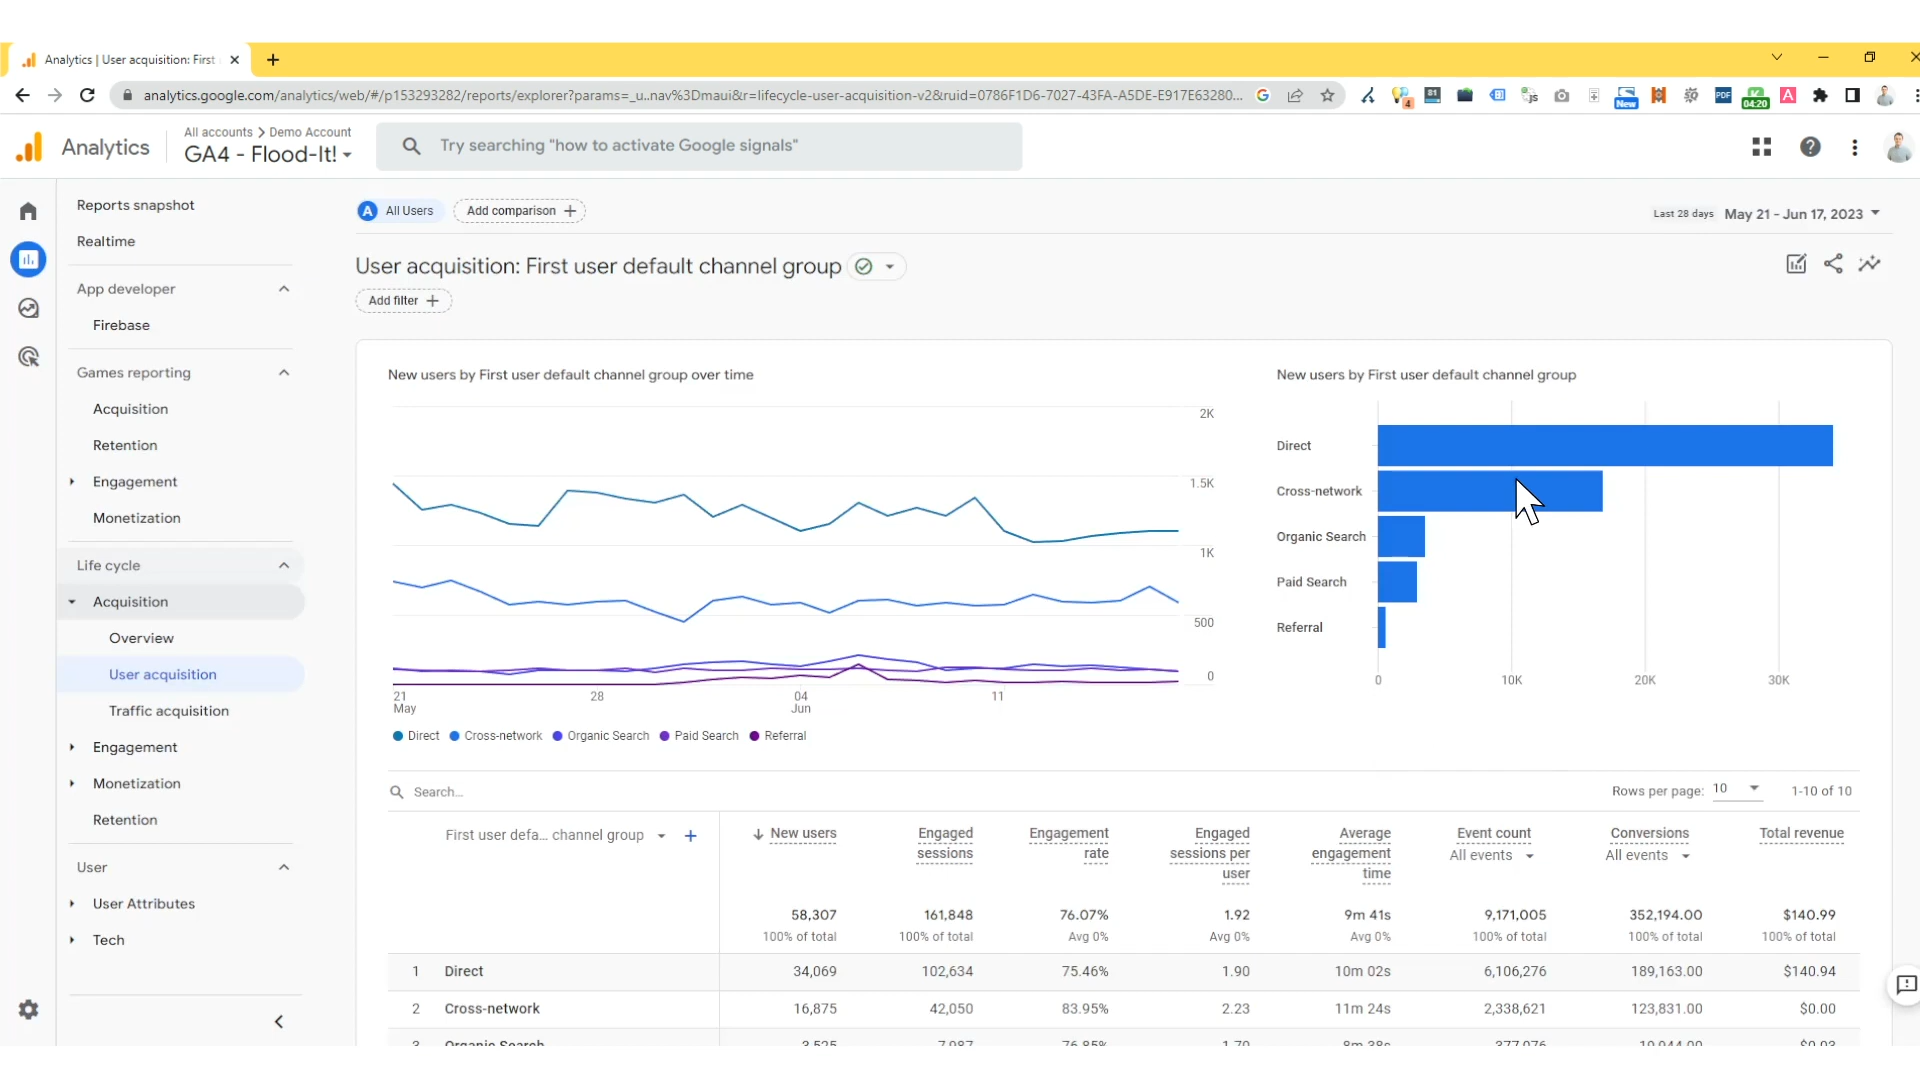 Analytics | User acquisition: First
analytics.google.com/analytics/web/#/p153293282/reports/explorer?params=_u..nav%3Dmaui&r=lifecycle-user-acquisition-v2&ruid=0786F1D6-7027-43FA-A5DE-E917E63280...
4
31
js
New
PDF
04:20
A
Analytics
All accounts > Demo Account
GA4 - Flood-It!
Try searching "how to activate Google signals"
Reports snapshot
Realtime
App developer
Firebase
Games reporting
Acquisition
Retention
Engagement
Monetization
Life cycle
Acquisition
Overview
User acquisition
Traffic acquisition
Engagement
Monetization
Retention
User
User Attributes
Tech
A All Users
Add comparison +
Last 28 days May 21 - Jun 17, 2023
User acquisition: First user default channel group
Add filter +
New users by First user default channel group over time
2K
1.5K
1K
500
0
21 28 04 11
May Jun
Direct Cross-network Organic Search Paid Search Referral
New users by First user default channel group
Direct
Cross-network
Organic Search
Paid Search
Referral
0 10K 20K 30K
Search...
Rows per page: 10 1-10 of 10
First user defa... channel group +
New users
Engaged sessions
Engagement rate
Engaged sessions per user
Average engagement time
Event count All events
Conversions All events
Total revenue
58,307 161,848 76.07% 1.92 9m 41s 9,171,005 352,194.00 $140.99
100% of total 100% of total Avg 0% Avg 0% Avg 0% 100% of total 100% of total 100% of total
1 Direct 34,069 102,634 75.46% 1.90 10m 02s 6,106,276 189,163.00 $140.94
2 Cross-network 16,875 42,050 83.95% 2.23 11m 24s 2,338,621 123,831.00 $0.00
3 Organic Search